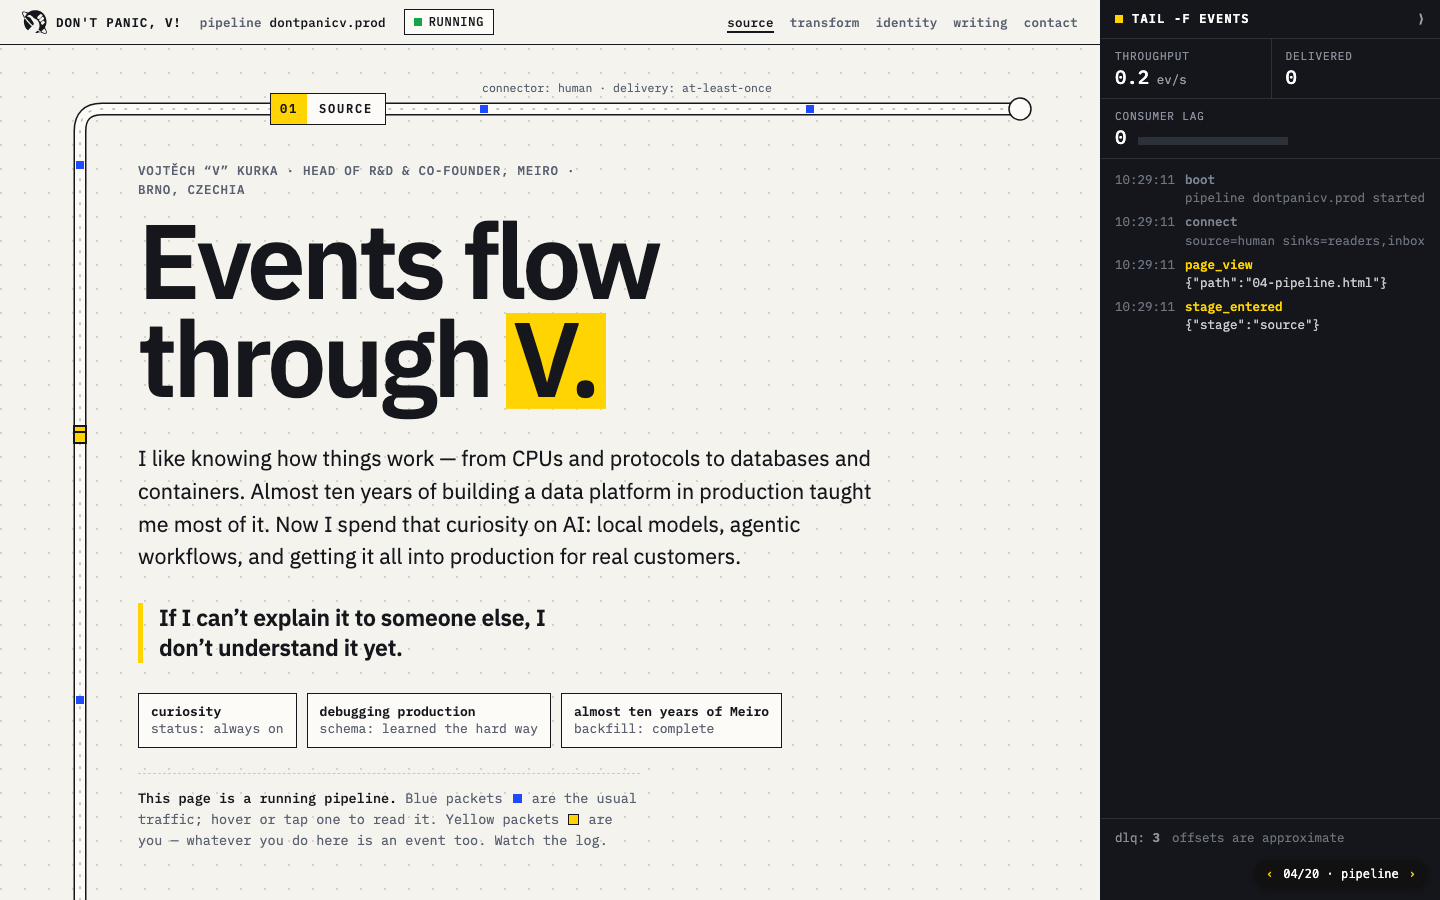 DON'T PANIC, V!
pipeline dontpanicv.prod
RUNNING
source transform identity writing contact
connector: human · delivery: at-least-once
01 SOURCE
VOJTĚCH “V” KURKA · HEAD OF R&D & CO-FOUNDER, MEIRO ·
BRNO, CZECHIA
Events flow
through V.
I like knowing how things work — from CPUs and protocols to databases and
containers. Almost ten years of building a data platform in production taught
me most of it. Now I spend that curiosity on AI: local models, agentic
workflows, and getting it all into production for real customers.
If I can’t explain it to someone else, I
don’t understand it yet.
curiosity
status: always on
debugging production
schema: learned the hard way
almost ten years of Meiro
backfill: complete
This page is a running pipeline. Blue packets are the usual
traffic; hover or tap one to read it. Yellow packets are
you — whatever you do here is an event too. Watch the log.
TAIL -F EVENTS ⟩
THROUGHPUT
0.2 ev/s
DELIVERED
0
CONSUMER LAG
0
10:29:11 boot
pipeline dontpanicv.prod started
10:29:11 connect
source=human sinks=readers,inbox
10:29:11 page_view
{"path":"04-pipeline.html"}
10:29:11 stage_entered
{"stage":"source"}
dlq: 3 offsets are approximate
‹ 04/20 · pipeline ›